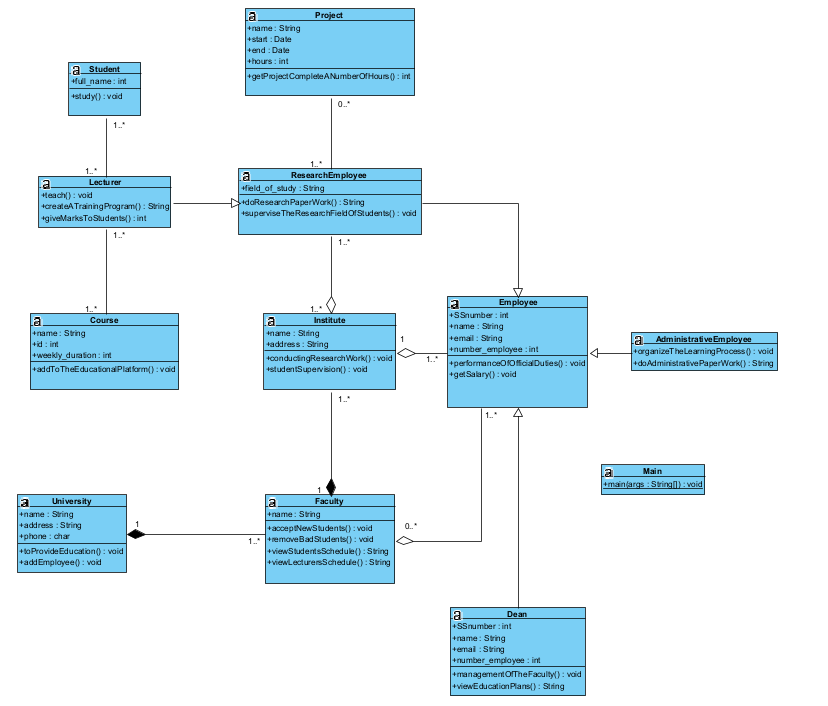 Project
+name : String
+start : Date
+end : Date
+hours : int
+getProjectCompleteANumberOfHours() : int
0..*
Student
+full_name : int
+study() : void
1..*
1..*
1..*
Lecturer
+teach() : void
+createATrainingProgram() : String
+giveMarksToStudents() : int
1..*
ResearchEmployee
+field_of_study : String
+doResearchPaperWork() : String
+superviseTheResearchFieldOfStudents() : void
1..*
1..*
Course
+name : String
+id : int
+weekly_duration : int
+addToTheEducationalPlatform() : void
1..*
Institute
+name : String
+address : String
+conductingResearchWork() : void
+studentSupervision() : void
1
1..*
Employee
+SSnumber : int
+name : String
+email : String
+number_employee : int
+performanceOfOfficialDuties() : void
+getSalary() : void
AdministrativeEmployee
+organizeTheLearningProcess() : void
+doAdministrativePaperWork() : String
1..*
1..*
Main
+main(args : String[]) : void
University
+name : String
+address : String
+phone : char
+toProvideEducation() : void
+addEmployee() : void
1
1..*
1
Faculty
+name : String
+acceptNewStudents() : void
+removeBadStudents() : void
+viewStudentsSchedule() : String
+viewLecturersSchedule() : String
0..*
Dean
+SSnumber : int
+name : String
+email : String
+number_employee : int
+managementOfTheFaculty() : void
+viewEducationPlans() : String